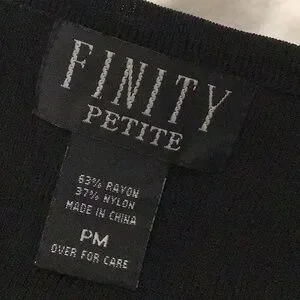 FINITY
PETITE
63% RAYON
37% NYLON
MADE IN CHINA
PM
OVER FOR CARE